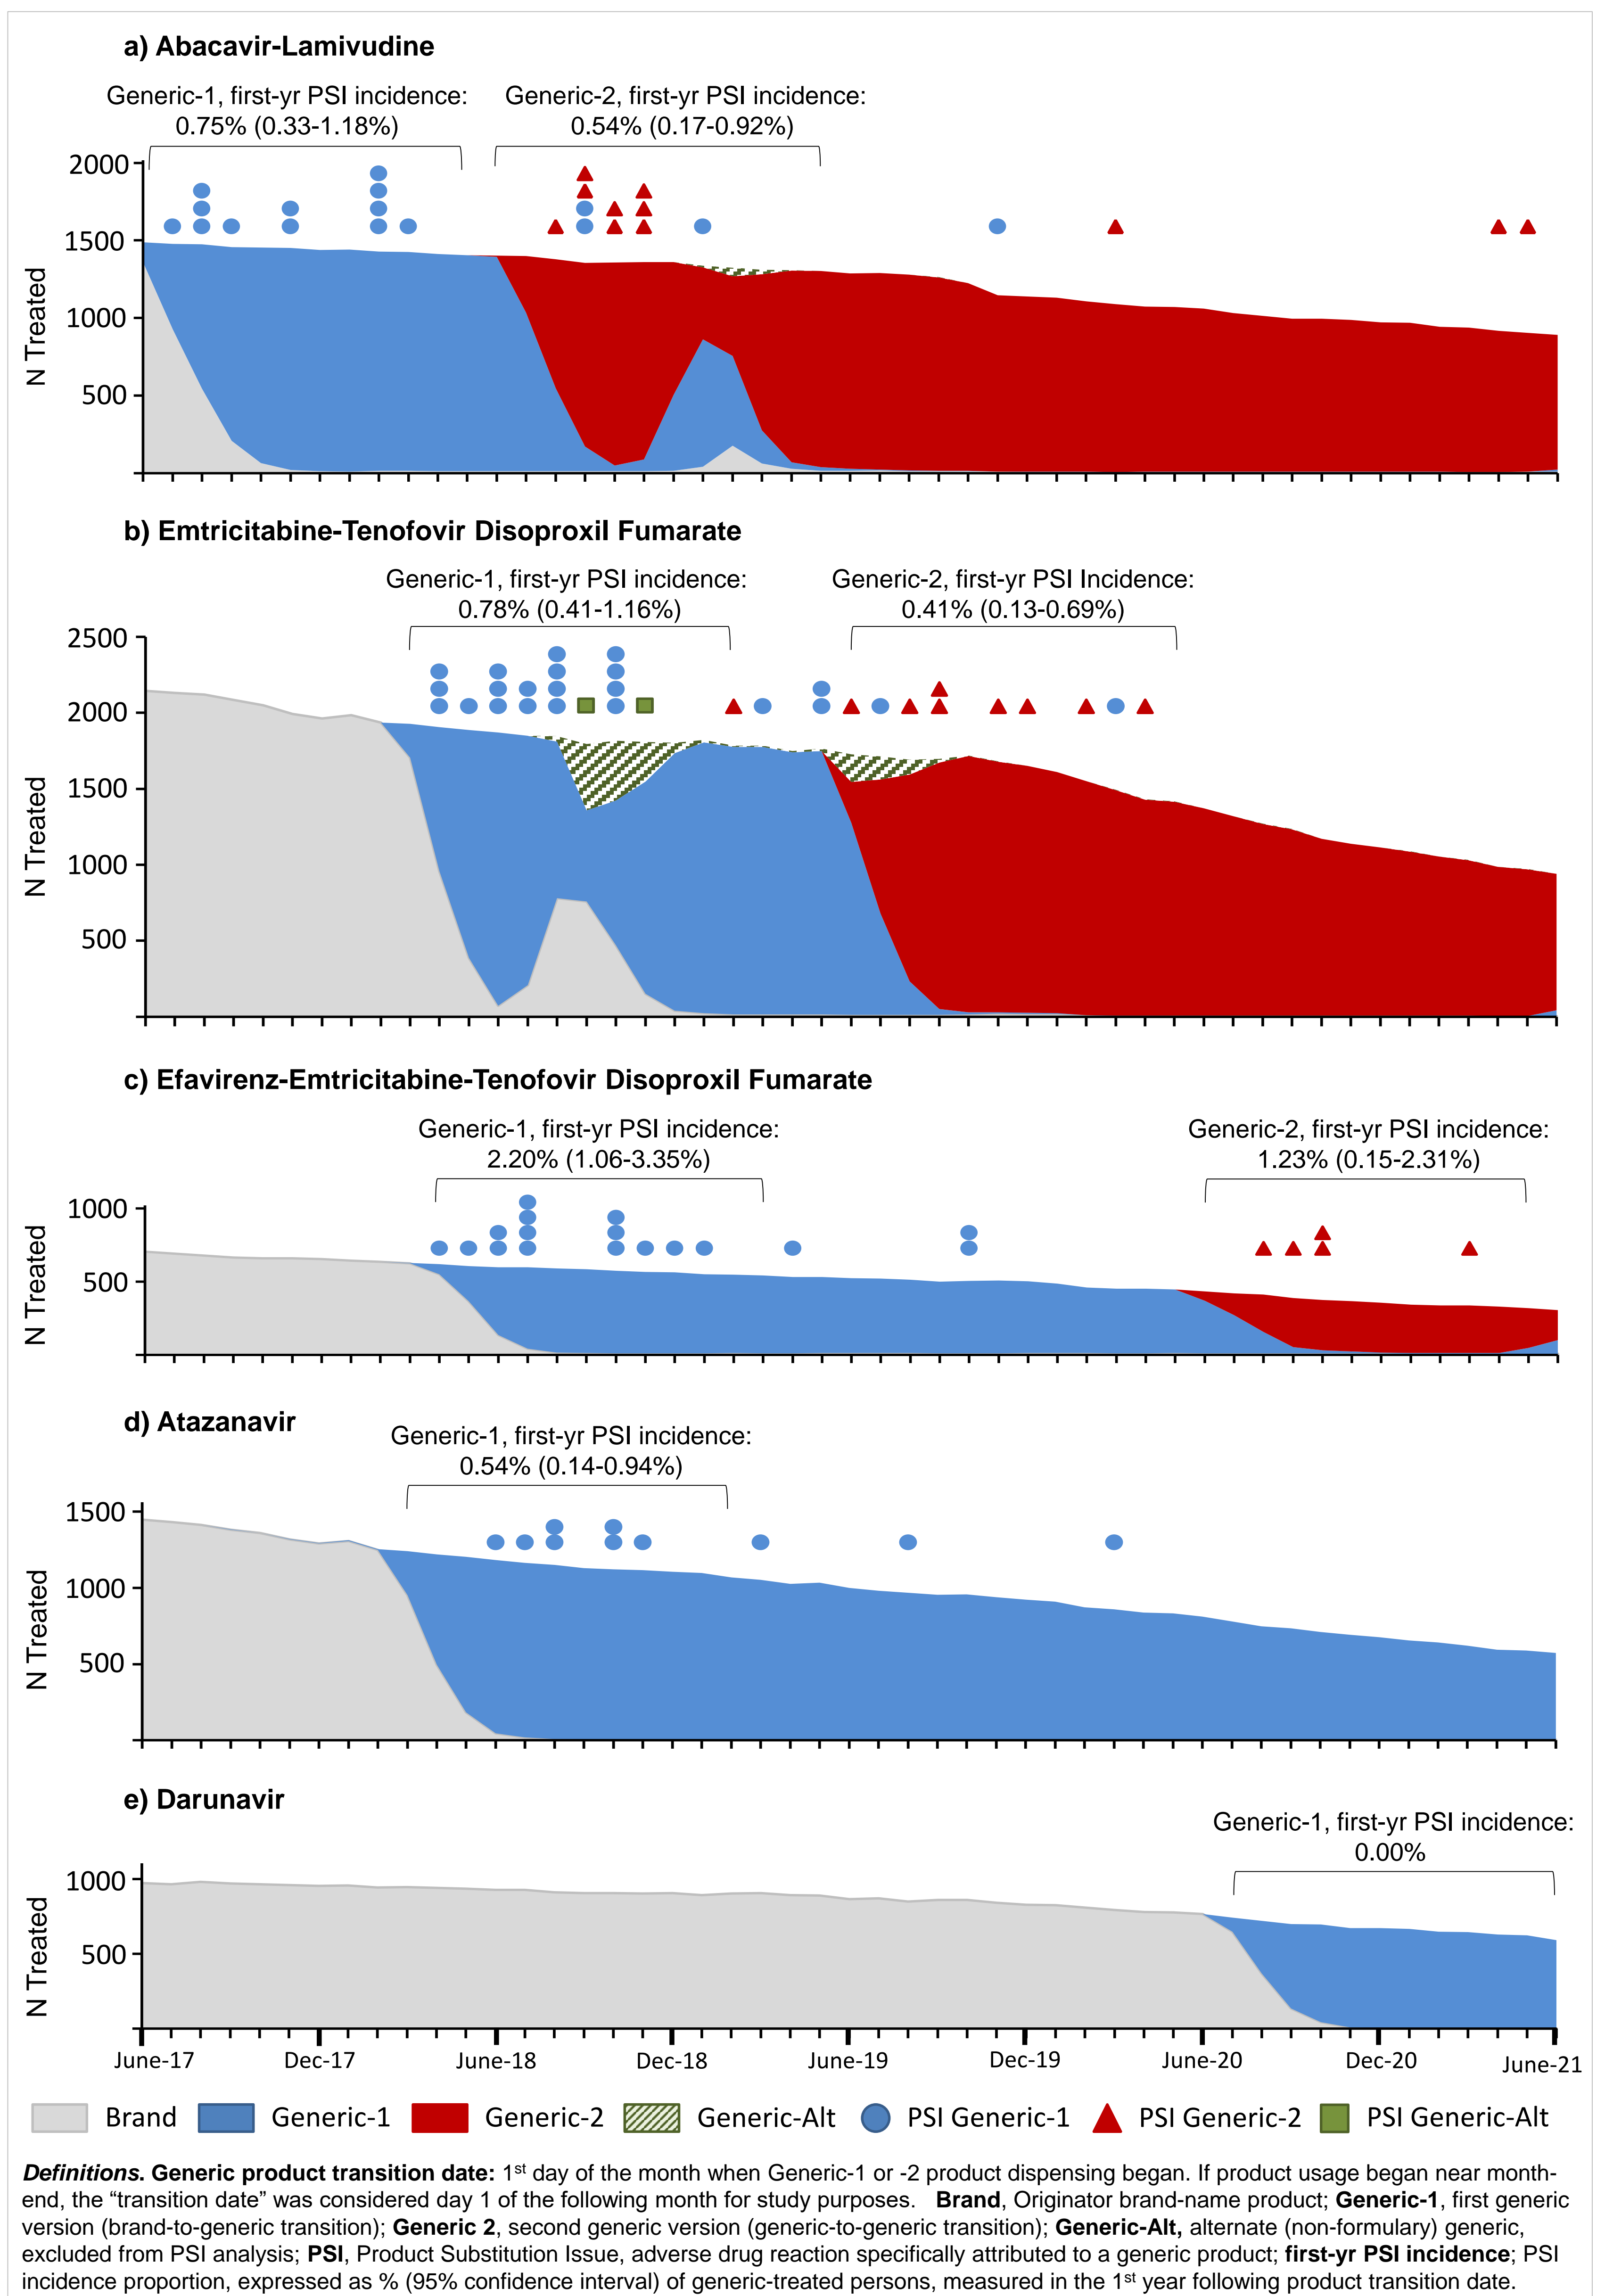 a) Abacavir-Lamivudine
Generic-1, first-yr PSI incidence:
0.75% (0.33-1.18%)
Generic-2, first-yr PSI incidence:
0.54% (0.17-0.92%)
2000
1500
1000
500
N Treated
b) Emtricitabine-Tenofovir Disoproxil Fumarate
Generic-1, first-yr PSI incidence:
0.78% (0.41-1.16%)
Generic-2, first-yr PSI Incidence:
0.41% (0.13-0.69%)
2500
2000
1500
1000
500
N Treated
c) Efavirenz-Emtricitabine-Tenofovir Disoproxil Fumarate
Generic-1, first-yr PSI incidence:
2.20% (1.06-3.35%)
Generic-2, first-yr PSI incidence:
1.23% (0.15-2.31%)
1000
500
N Treated
d) Atazanavir
Generic-1, first-yr PSI incidence:
0.54% (0.14-0.94%)
1500
1000
500
N Treated
e) Darunavir
Generic-1, first-yr PSI incidence:
0.00%
1000
500
N Treated
June-17 Dec-17 June-18 Dec-18 June-19 Dec-19 June-20 Dec-20 June-21
Brand Generic-1 Generic-2 Generic-Alt PSI Generic-1 PSI Generic-2 PSI Generic-Alt
Definitions. Generic product transition date: 1st day of the month when Generic-1 or -2 product dispensing began. If product usage began near month-
end, the “transition date” was considered day 1 of the following month for study purposes. Brand, Originator brand-name product; Generic-1, first generic
version (brand-to-generic transition); Generic 2, second generic version (generic-to-generic transition); Generic-Alt, alternate (non-formulary) generic,
excluded from PSI analysis; PSI, Product Substitution Issue, adverse drug reaction specifically attributed to a generic product; first-yr PSI incidence; PSI
incidence proportion, expressed as % (95% confidence interval) of generic-treated persons, measured in the 1st year following product transition date.